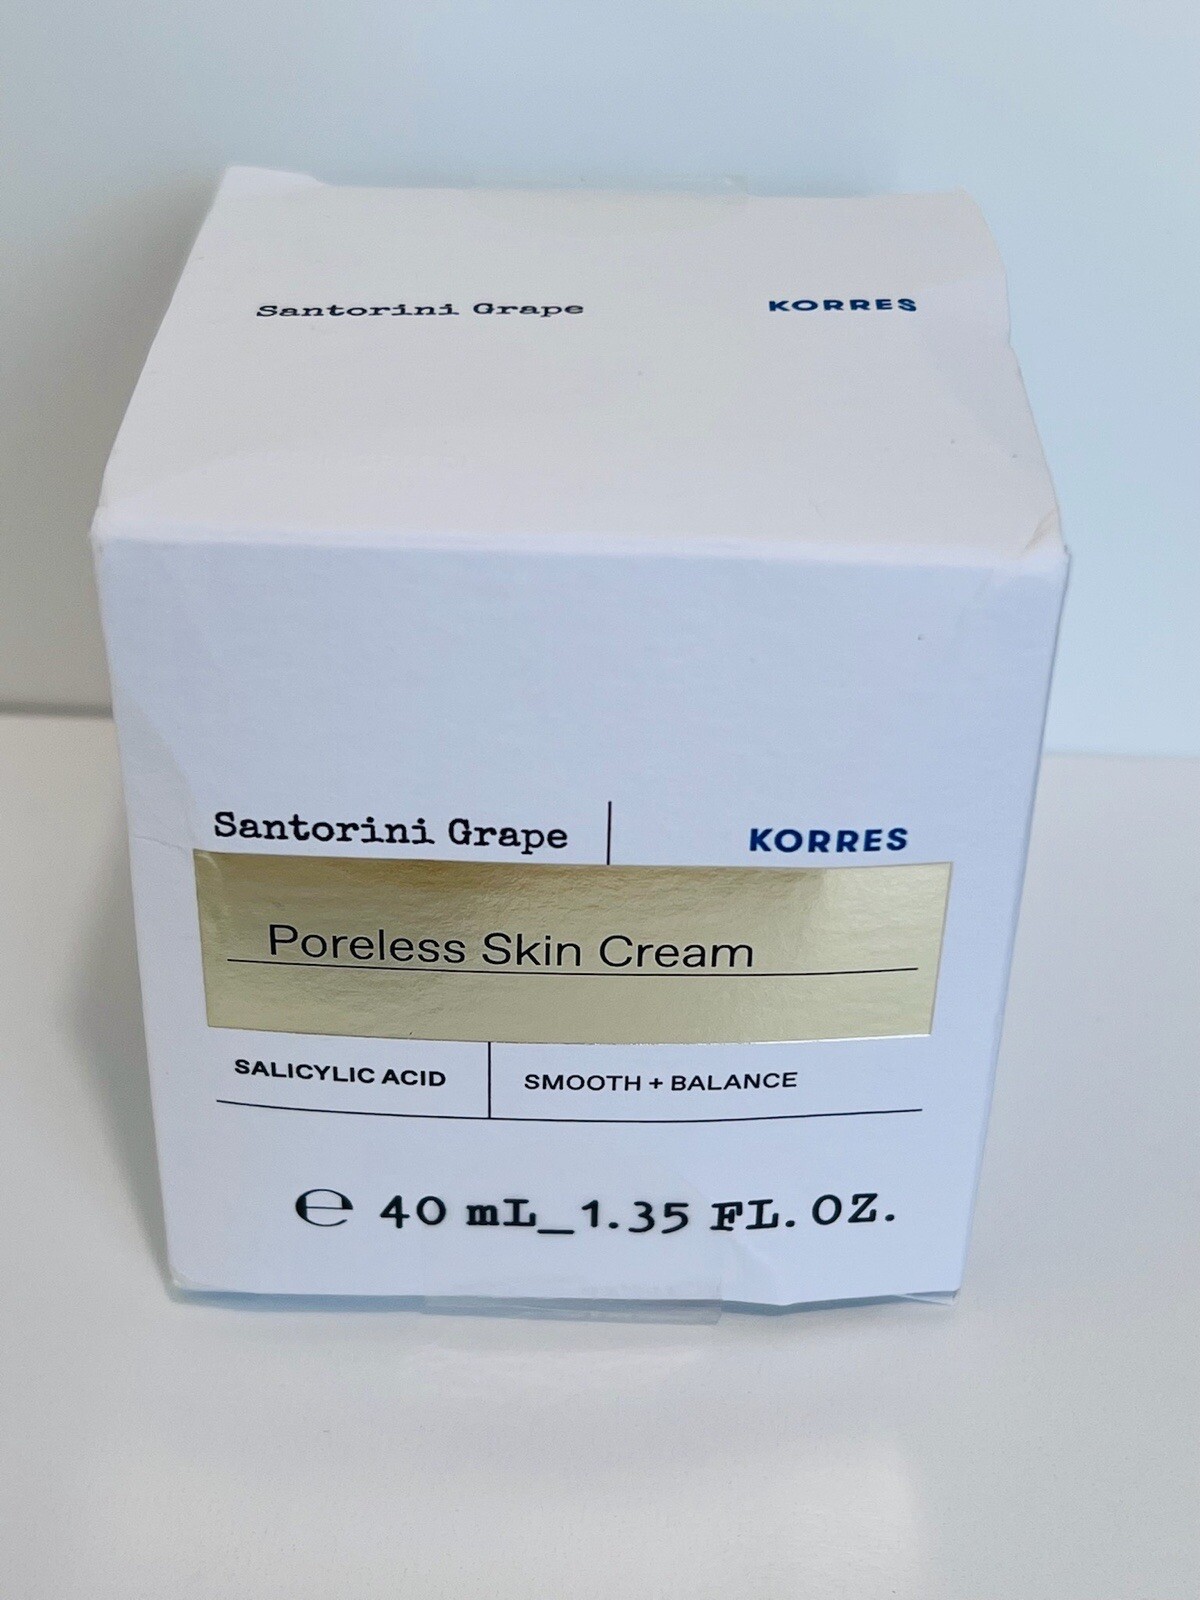 Santorini Grape KORRES
Santorini Grape KORRES
Poreless Skin Cream
SALICYLIC ACID SMOOTH + BALANCE
℮ 40 mL_1.35 FL. OZ.